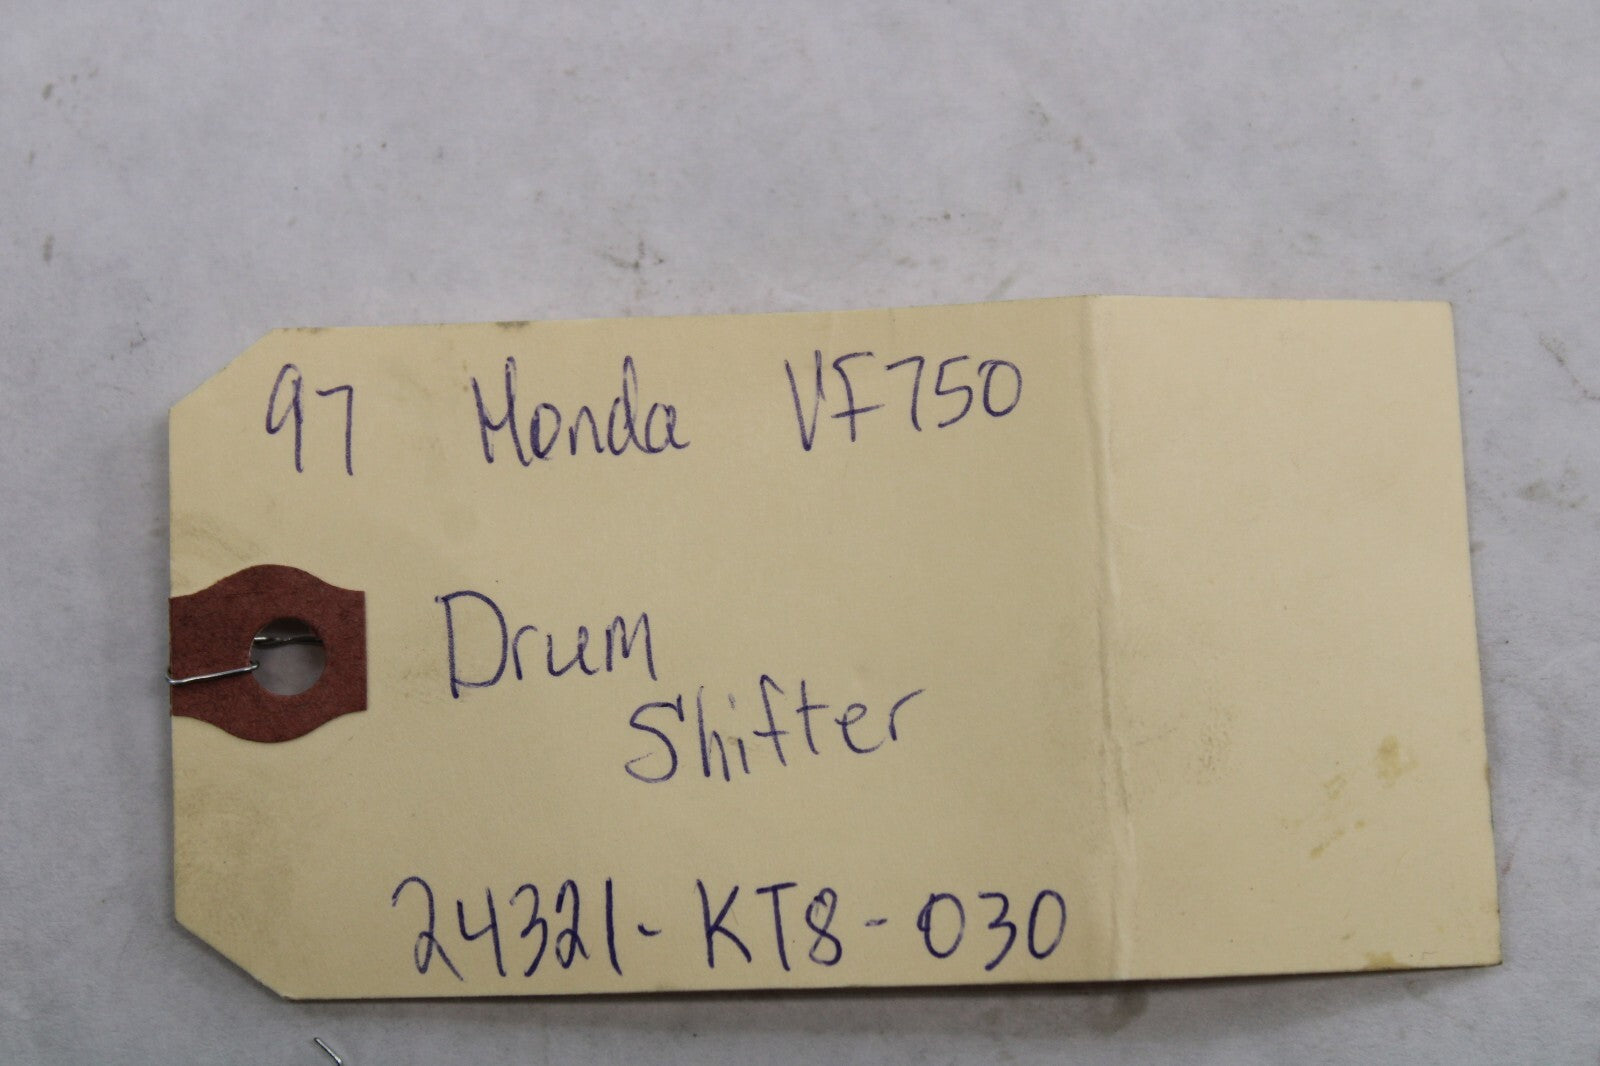 97 Honda VF750
Drum
Shifter
24321-KT8-030